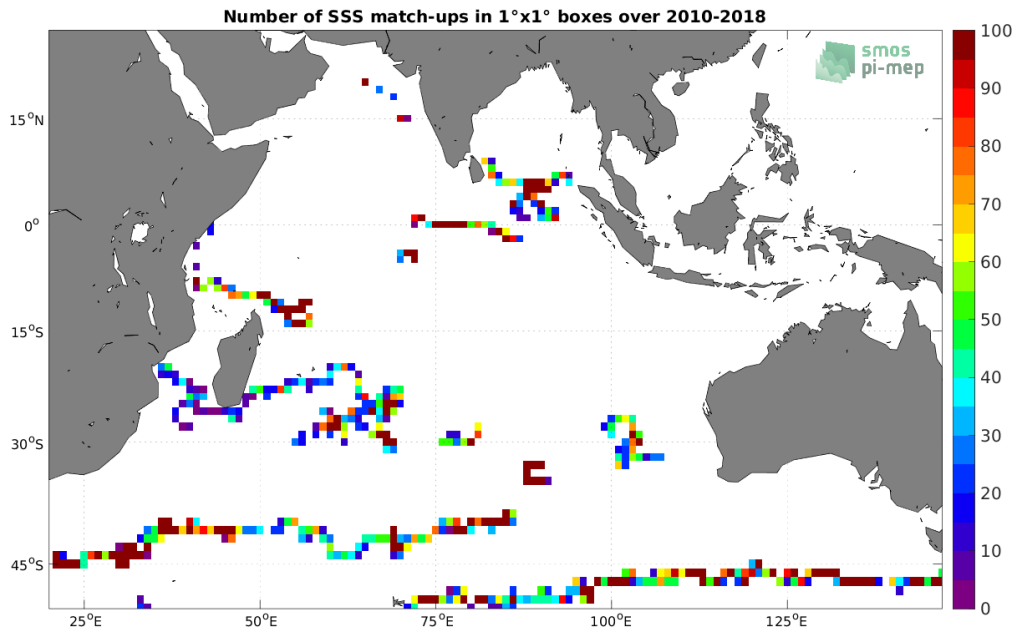 Number of SSS match-ups in 1°x1° boxes over 2010-2018
smos
pi-mep
100
90
80
70
60
50
40
30
20
10
0
15°N
0°
15°S
30°S
45°S
25°E
50°E
75°E
100°E
125°E